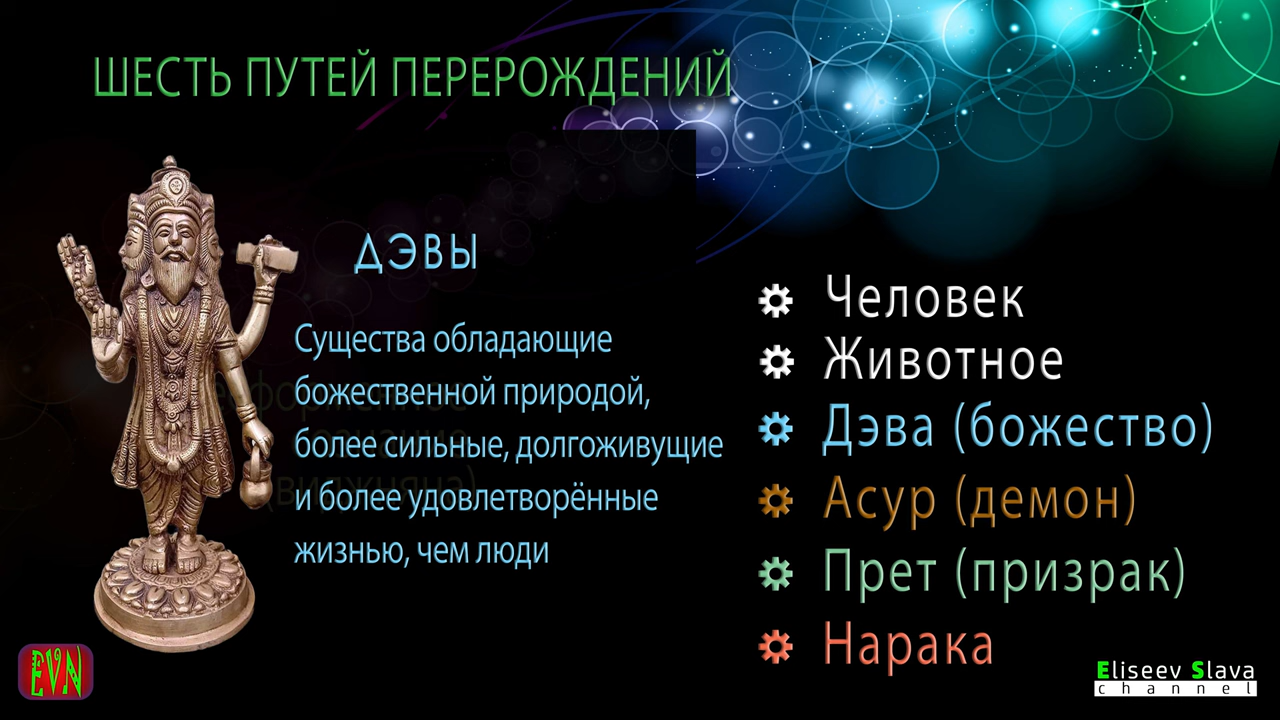 ШЕСТЬ ПУТЕЙ ПЕРЕРОЖДЕНИЙ
ДЭВЫ
Существа обладающие
божественной природой,
более сильные, долгоживущие
и более удовлетворённые
жизнью, чем люди
Человек
Животное
Дэва (божество)
Асур (демон)
Прет (призрак)
Нарака
EVN
Eliseev Slava
channel